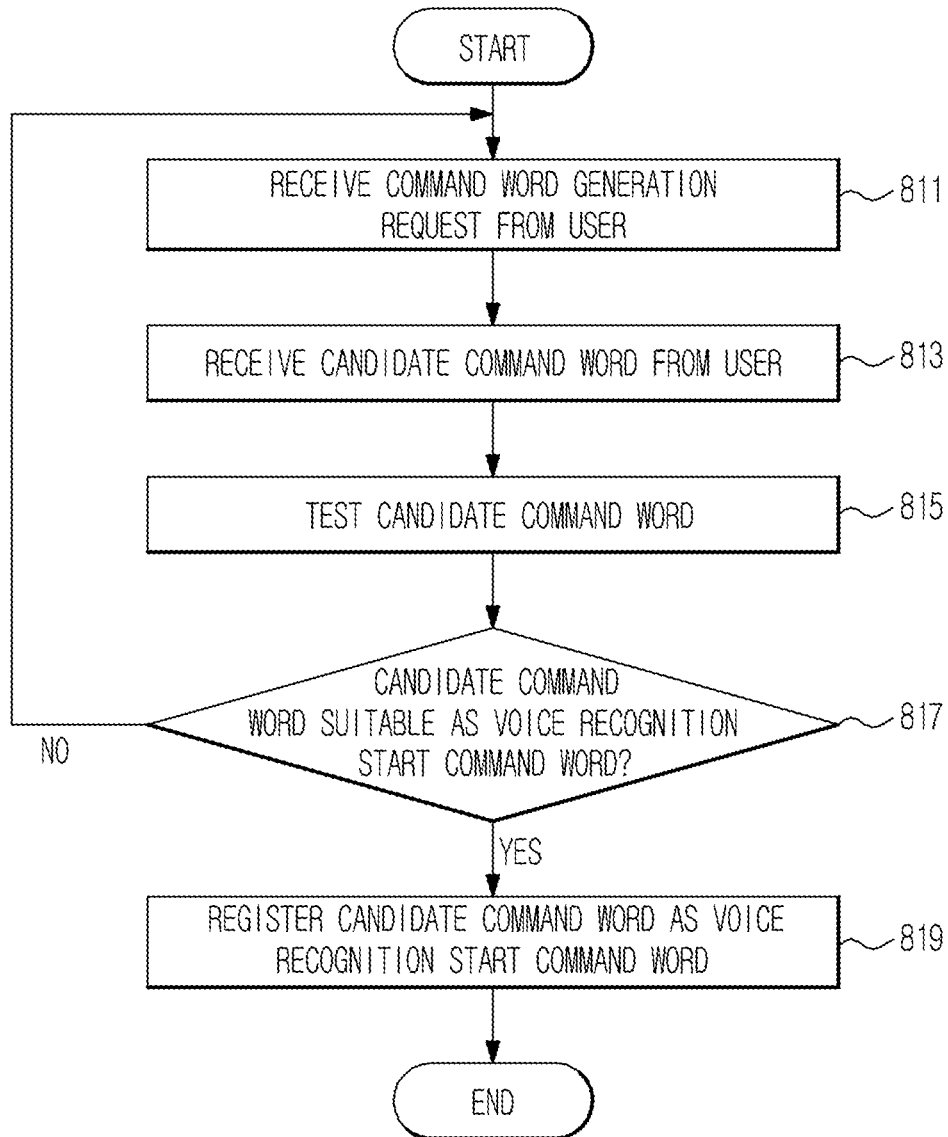 START
RECEIVE COMMAND WORD GENERATION
REQUEST FROM USER
811
RECEIVE CANDIDATE COMMAND WORD FROM USER
813
TEST CANDIDATE COMMAND WORD
815
CANDIDATE COMMAND
WORD SUITABLE AS VOICE RECOGNITION
START COMMAND WORD?
817
NO
YES
REGISTER CANDIDATE COMMAND WORD AS VOICE
RECOGNITION START COMMAND WORD
819
END